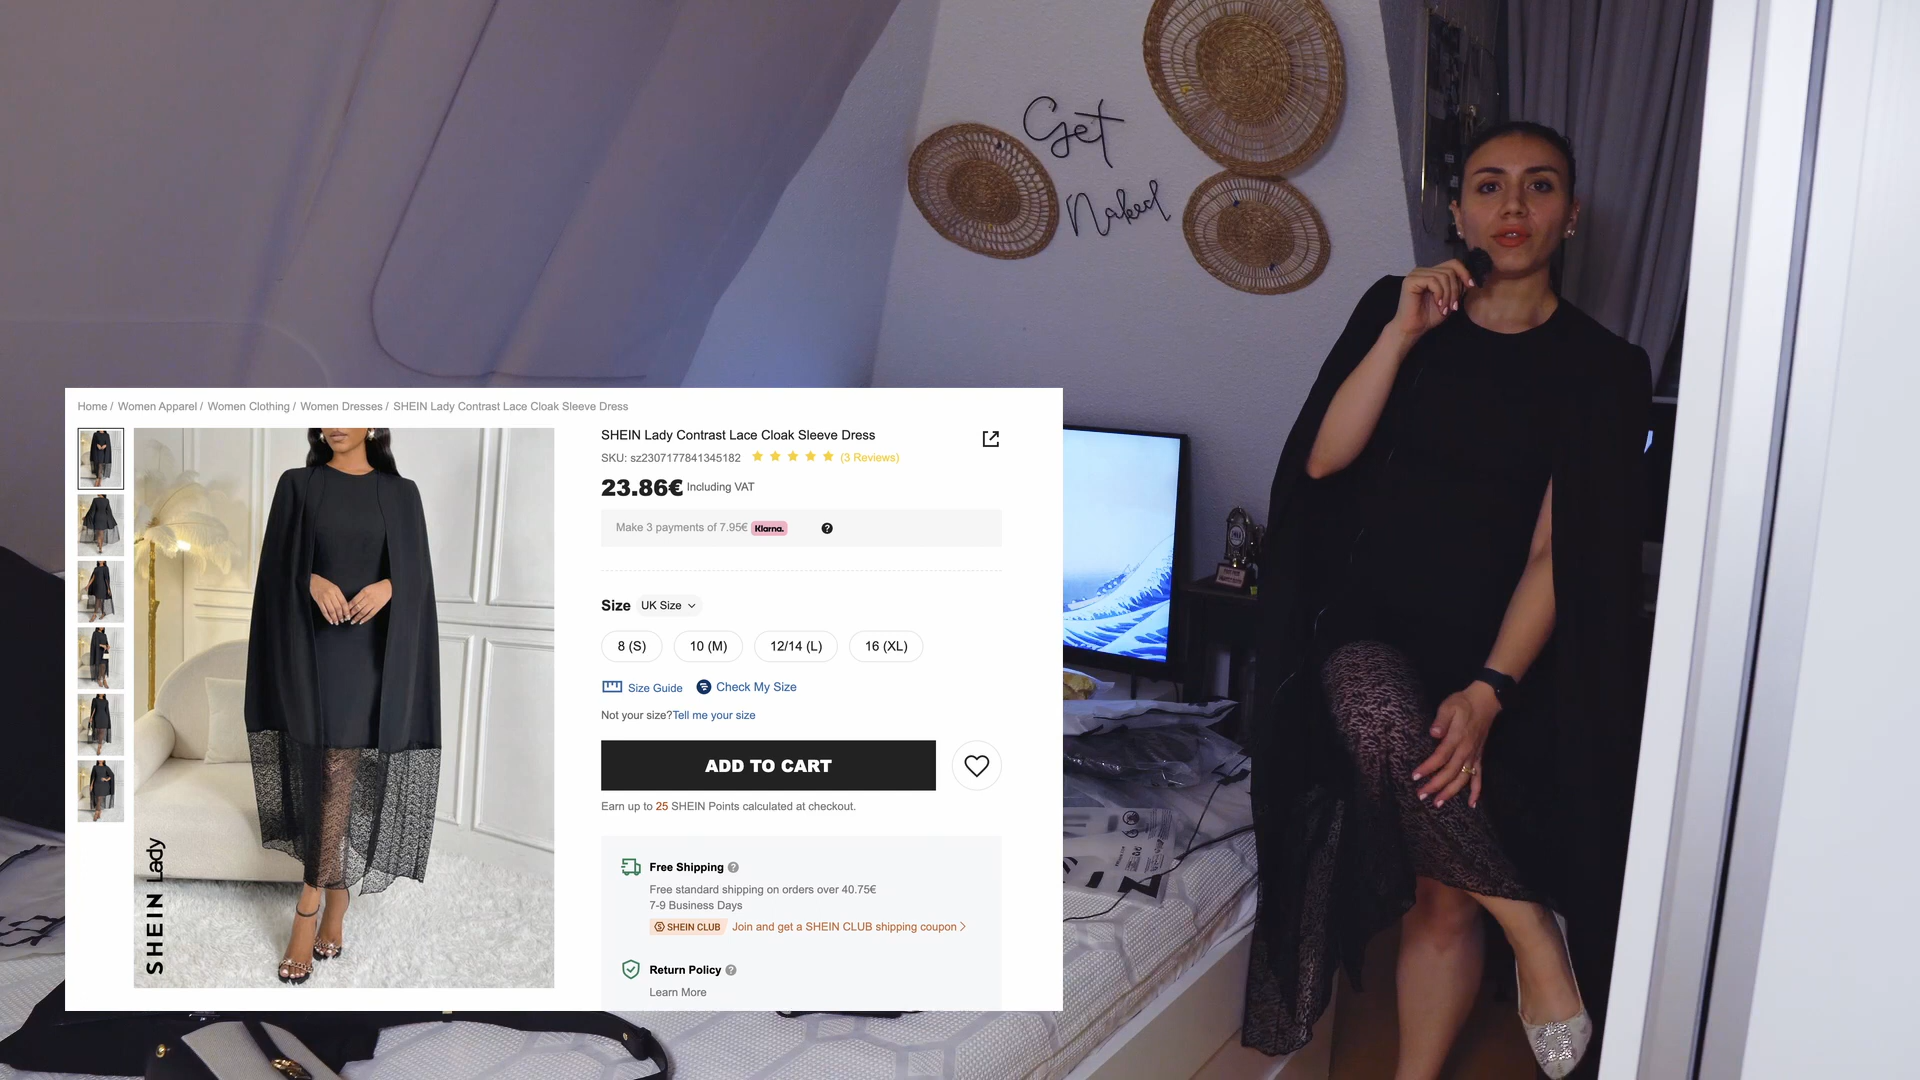 Get
Naked
Home / Women Apparel / Women Clothing / Women Dresses / SHEIN Lady Contrast Lace Cloak Sleeve Dress
SHEIN Lady
SHEIN Lady Contrast Lace Cloak Sleeve Dress
SKU: sz2307177841345182 (3 Reviews)
23.86€ Including VAT
Make 3 payments of 7.95€ Klarna. ?
Size UK Size
8 (S) 10 (M) 12/14 (L) 16 (XL)
Size Guide Check My Size
Not your size?Tell me your size
ADD TO CART
Earn up to 25 SHEIN Points calculated at checkout.
Free Shipping ?
Free standard shipping on orders over 40.75€
7-9 Business Days
S SHEIN CLUB Join and get a SHEIN CLUB shipping coupon >
Return Policy ?
Learn More